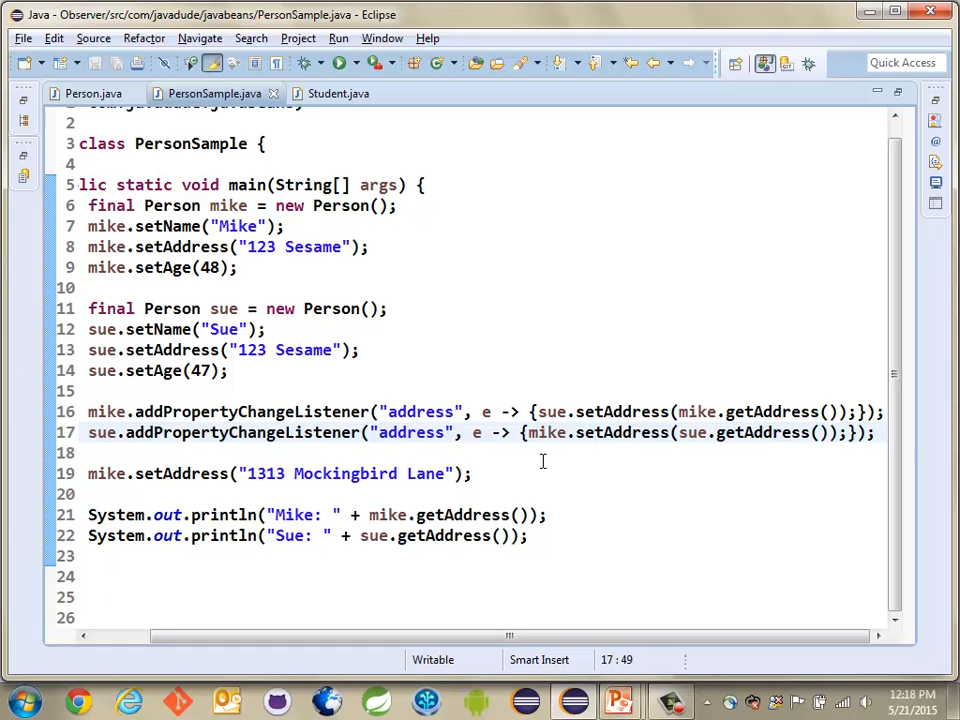 Java - Observer/src/com/javadude/javabeans/PersonSample.java - Eclipse
File Edit Source Refactor Navigate Search Project Run Window Help
Quick Access
Person.java PersonSample.java Student.java
2
3 class PersonSample {
4
5 lic static void main(String[] args) {
6 final Person mike = new Person();
7 mike.setName("Mike");
8 mike.setAddress("123 Sesame");
9 mike.setAge(48);
10
11 final Person sue = new Person();
12 sue.setName("Sue");
13 sue.setAddress("123 Sesame");
14 sue.setAge(47);
15
16 mike.addPropertyChangeListener("address", e -> {sue.setAddress(mike.getAddress());});
17 sue.addPropertyChangeListener("address", e -> {mike.setAddress(sue.getAddress());});
18
19 mike.setAddress("1313 Mockingbird Lane");
20
21 System.out.println("Mike: " + mike.getAddress());
22 System.out.println("Sue: " + sue.getAddress());
23
24
25
26
Writable Smart Insert 17 : 49
12:18 PM
5/21/2015